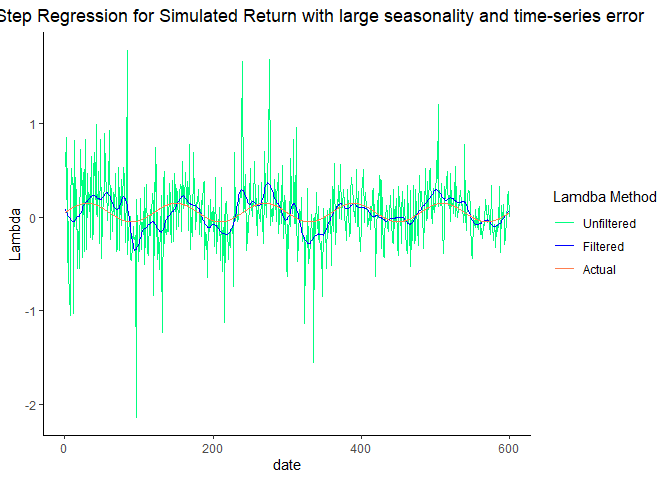 Step Regression for Simulated Return with large seasonality and time-series error
Lambda
1
0
-1
-2
0
200
400
600
date
Lamdba Method
Unfiltered
Filtered
Actual